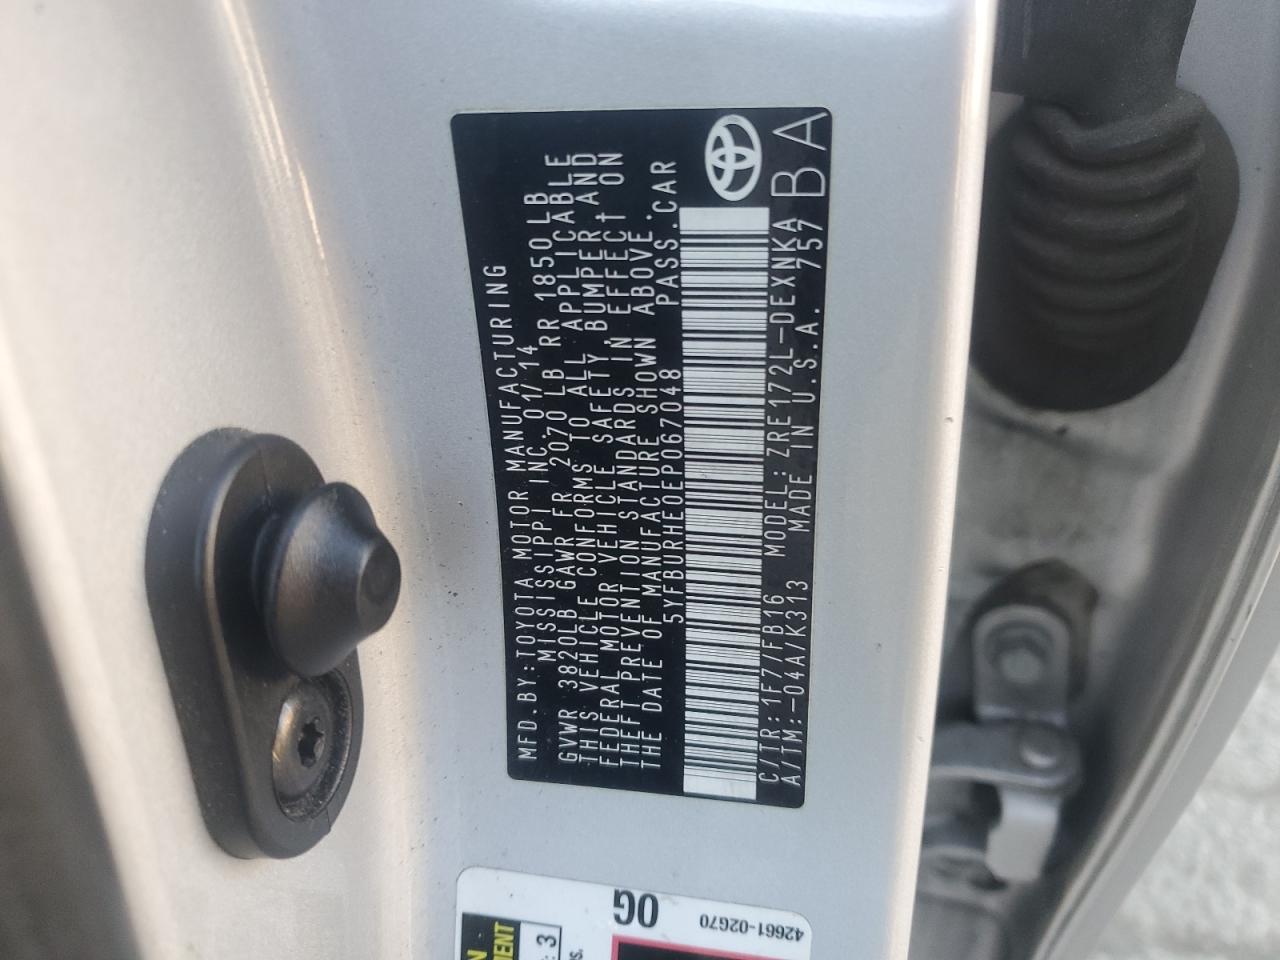 MFD.BY:TOYOTA MOTOR MANUFACTURING
MISSISSIPPI INC. 01/14
GVWR 3820LB GAWR FR 2070 LB RR 1850LB
THIS VEHICLE CONFORMS TO ALL APPLICABLE
FEDERAL MOTOR VEHICLE SAFETY,BUMPER,AND
THEFT PREVENTION STANDARDS IN EFFECT ON
THE DATE OF MANUFACTURE SHOWN ABOVE.
5YFBURHE0EP067048 PASS.CAR
C/TR:1F7/FB16 MODEL:ZRE172L-DEXNKA
A/TM:-04A/K313 MADE IN U.S.A. 757
BA
0G
42661-02G70
3